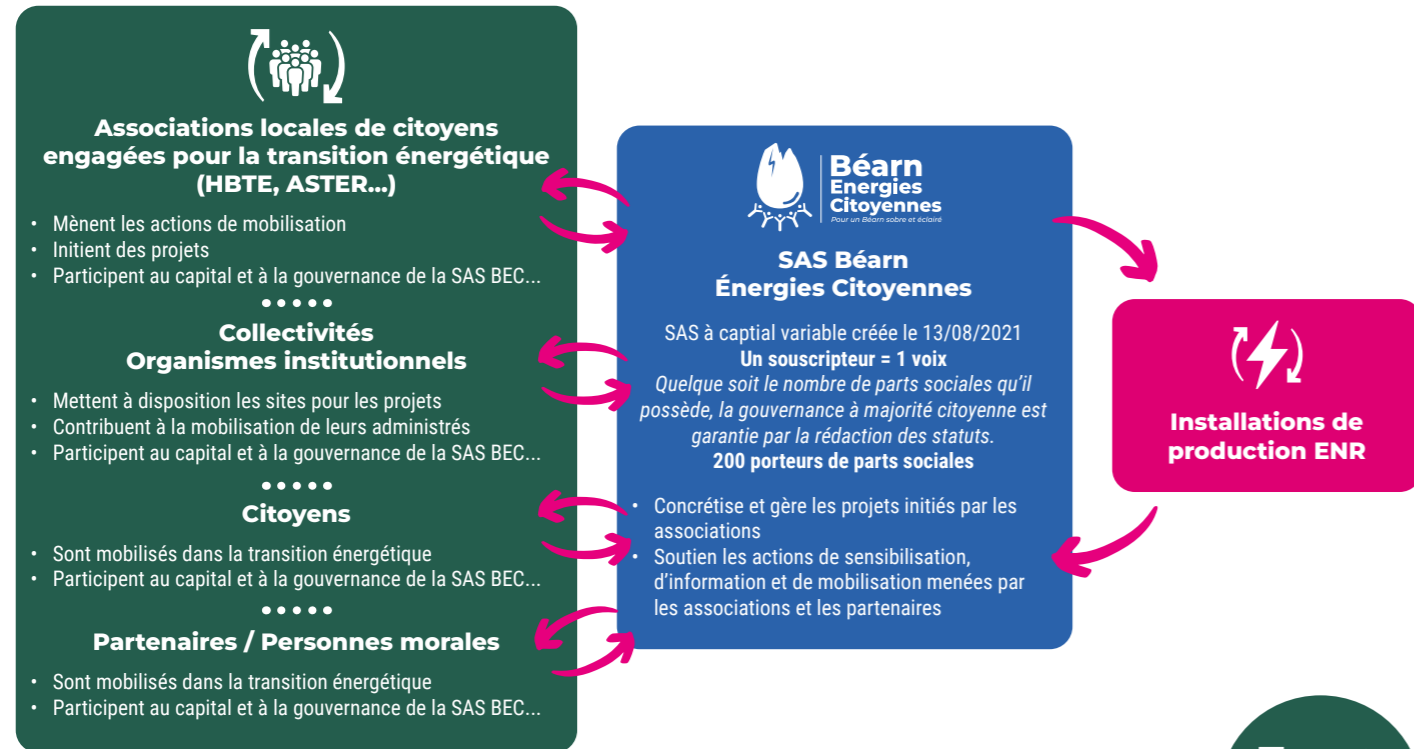 Associations locales de citoyens
engagées pour la transition énergétique
(HBTE, ASTER...)
• Mènent les actions de mobilisation
• Initient des projets
• Participent au capital et à la gouvernance de la SAS BEC...
Collectivités
Organismes institutionnels
• Mettent à disposition les sites pour les projets
• Contribuent à la mobilisation de leurs administrés
• Participent au capital et à la gouvernance de la SAS BEC...
Citoyens
• Sont mobilisés dans la transition énergétique
• Participent au capital et à la gouvernance de la SAS BEC...
Partenaires / Personnes morales
• Sont mobilisés dans la transition énergétique
• Participent au capital et à la gouvernance de la SAS BEC...
Béarn
Energies
Citoyennes
Pour un Béarn sobre et éclairé
SAS Béarn
Énergies Citoyennes
SAS à captial variable créée le 13/08/2021
Un souscripteur = 1 voix
Quelque soit le nombre de parts sociales qu'il
possède, la gouvernance à majorité citoyenne est
garantie par la rédaction des statuts.
200 porteurs de parts sociales
• Concrétise et gère les projets initiés par les
associations
• Soutien les actions de sensibilisation,
d'information et de mobilisation menées par
les associations et les partenaires
Installations de
production ENR